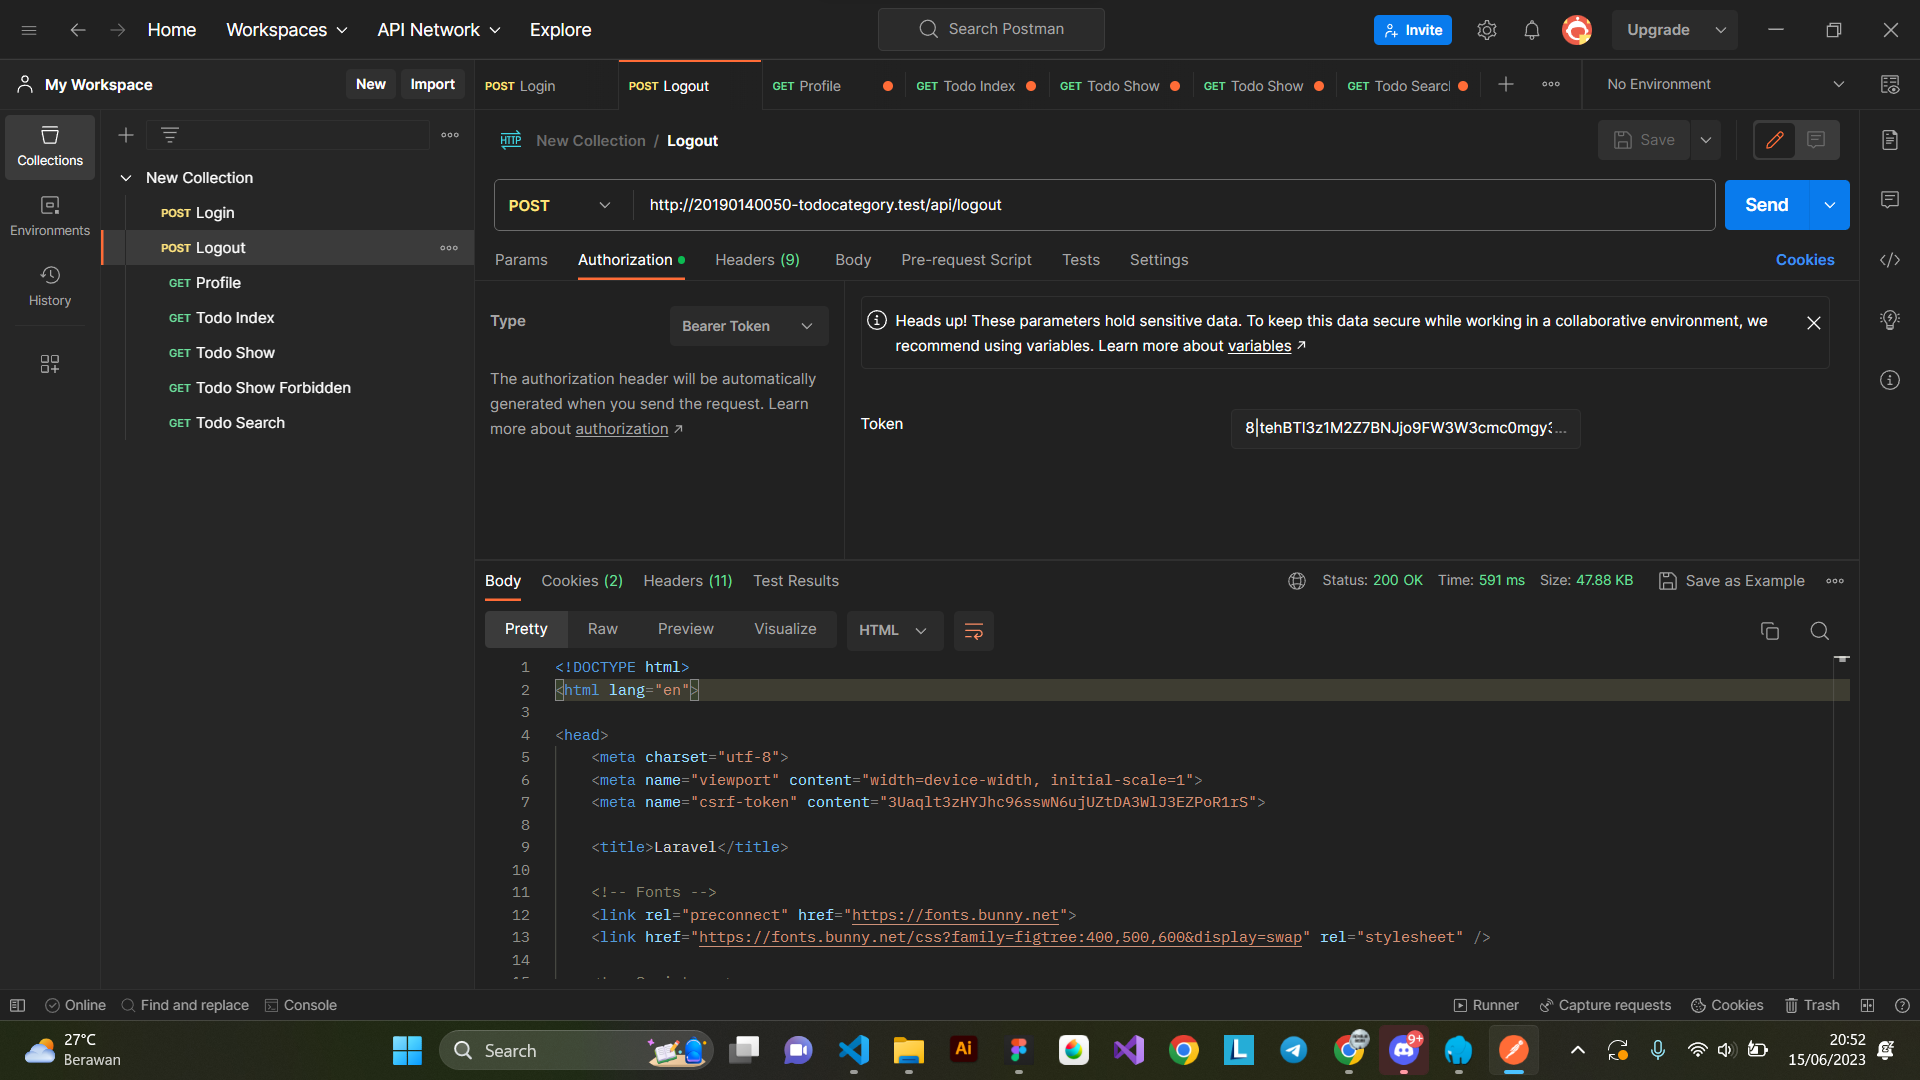 Home
Workspaces
API Network
Explore
Search Postman
Invite
Upgrade
My Workspace
New
Import
POST Login
POST Logout
GET Profile
GET Todo Index
GET Todo Show
GET Todo Show
GET Todo Searc
No Environment
Collections
Environments
History
New Collection
POST Login
POST Logout
GET Profile
GET Todo Index
GET Todo Show
GET Todo Show Forbidden
GET Todo Search
HTTP
New Collection / Logout
Save
POST
http://20190140050-todocategory.test/api/logout
Send
Params
Authorization
Headers (9)
Body
Pre-request Script
Tests
Settings
Cookies
Type
Bearer Token
The authorization header will be automatically
generated when you send the request. Learn
more about authorization ↗
Heads up! These parameters hold sensitive data. To keep this data secure while working in a collaborative environment, we
recommend using variables. Learn more about variables ↗
Token
8|tehBTl3z1M2Z7BNJjo9FW3W3cmc0mgy...
Body
Cookies (2)
Headers (11)
Test Results
Status: 200 OK
Time: 591 ms
Size: 47.88 KB
Save as Example
Pretty
Raw
Preview
Visualize
HTML
1 <!DOCTYPE html>
2 <html lang="en">
3
4 <head>
5 <meta charset="utf-8">
6 <meta name="viewport" content="width=device-width, initial-scale=1">
7 <meta name="csrf-token" content="3Uaqlt3zHYJhc96sswN6ujUZtDA3WlJ3EZPoR1rS">
8
9 <title>Laravel</title>
10
11 <!-- Fonts -->
12 <link rel="preconnect" href="https://fonts.bunny.net">
13 <link href="https://fonts.bunny.net/css?family=figtree:400,500,600&display=swap" rel="stylesheet" />
14
Online
Find and replace
Console
Runner
Capture requests
Cookies
Trash
27°C
Berawan
Search
Ai
L
9+
20:52
15/06/2023